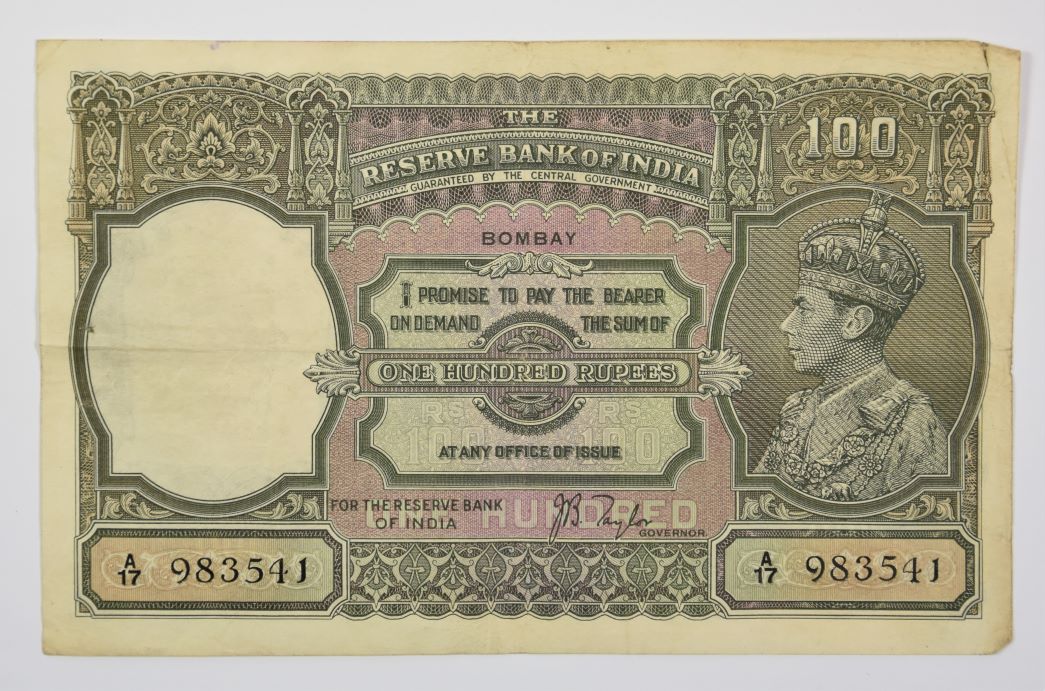 THE
RESERVE BANK OF INDIA
GUARANTEED BY THE CENTRAL GOVERNMENT
100
BOMBAY
I PROMISE TO PAY THE BEARER
ON DEMAND THE SUM OF
ONE HUNDRED RUPEES
RS. RS.
100 100
AT ANY OFFICE OF ISSUE
FOR THE RESERVE BANK
OF INDIA
HUNDRED
J.B. Taylor
GOVERNOR
A/17 983541
A/17 983541